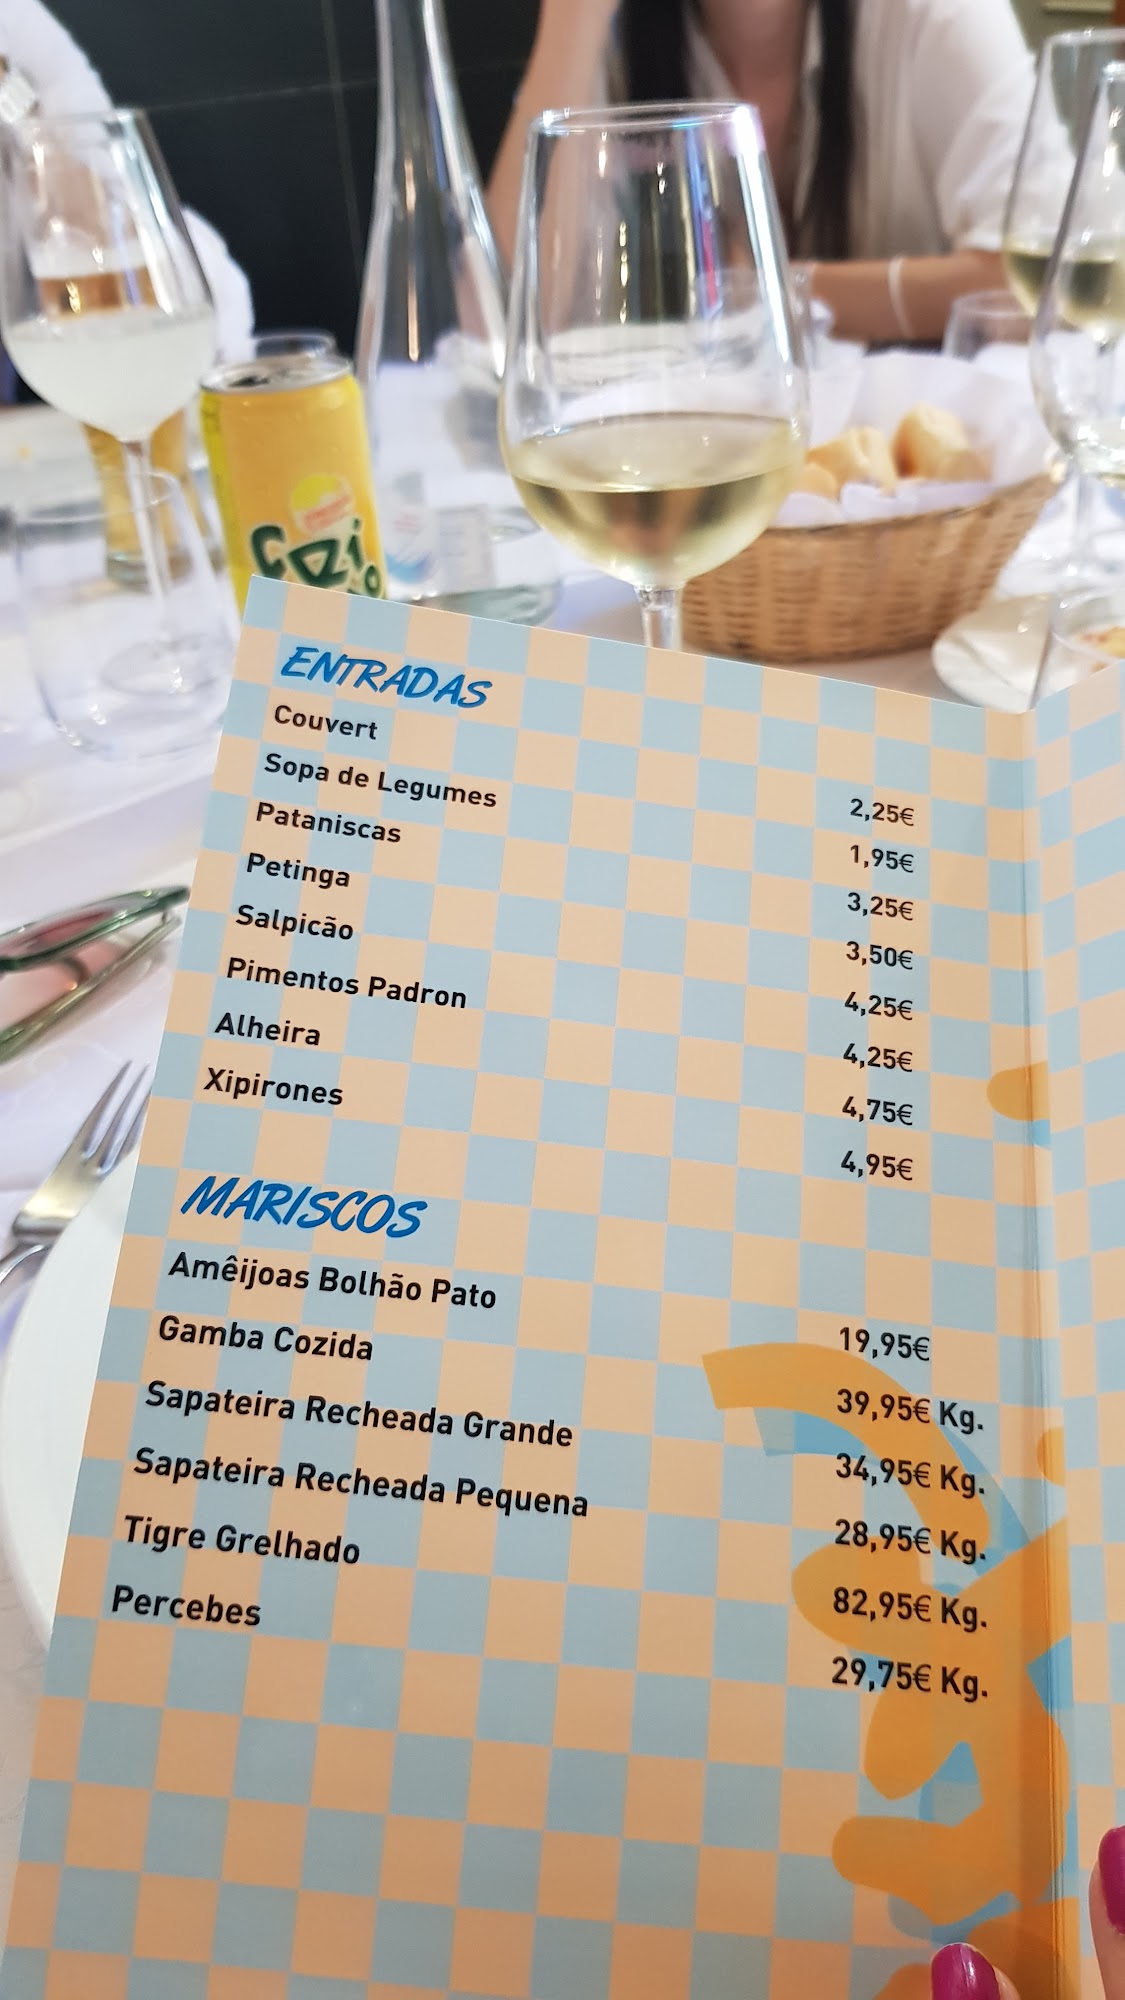 ENTRADAS
Couvert 2,25€
Sopa de Legumes 1,95€
Pataniscas 3,25€
Petinga 3,50€
Salpicão 4,25€
Pimentos Padron 4,25€
Alheira 4,75€
Xipirones 4,95€
MARISCOS
Amêijoas Bolhão Pato 19,95€
Gamba Cozida 39,95€ Kg.
Sapateira Recheada Grande 34,95€ Kg.
Sapateira Recheada Pequena 28,95€ Kg.
Tigre Grelhado 82,95€ Kg.
Percebes 29,75€ Kg.